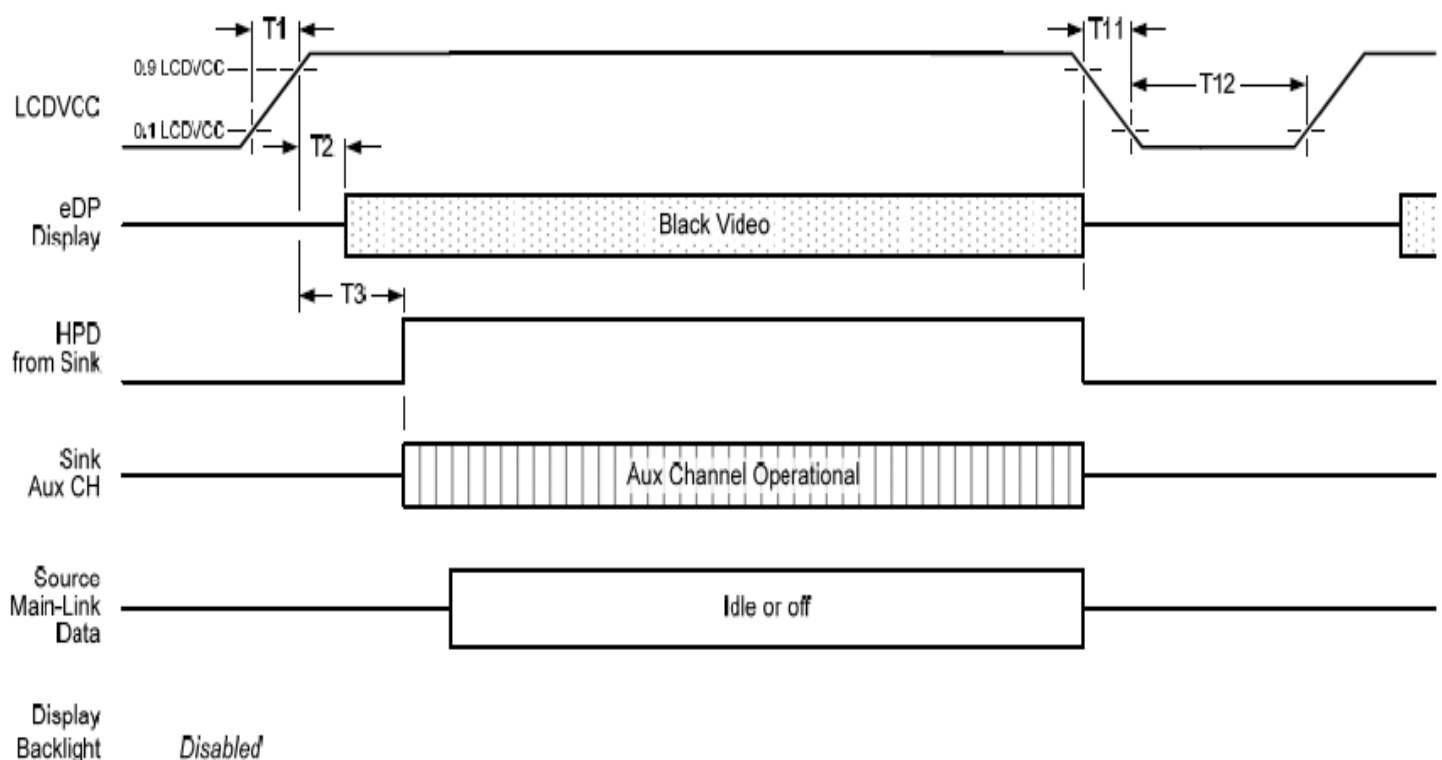 T1
T11
0.9 LCDVCC
T12
LCDVCC
0.1 LCDVCC
T2
eDP
Display
Black Video
T3
HPD
from Sink
Sink
Aux CH
Aux Channel Operational
Source
Main-Link
Data
Idle or off
Display
Backlight
Disabled